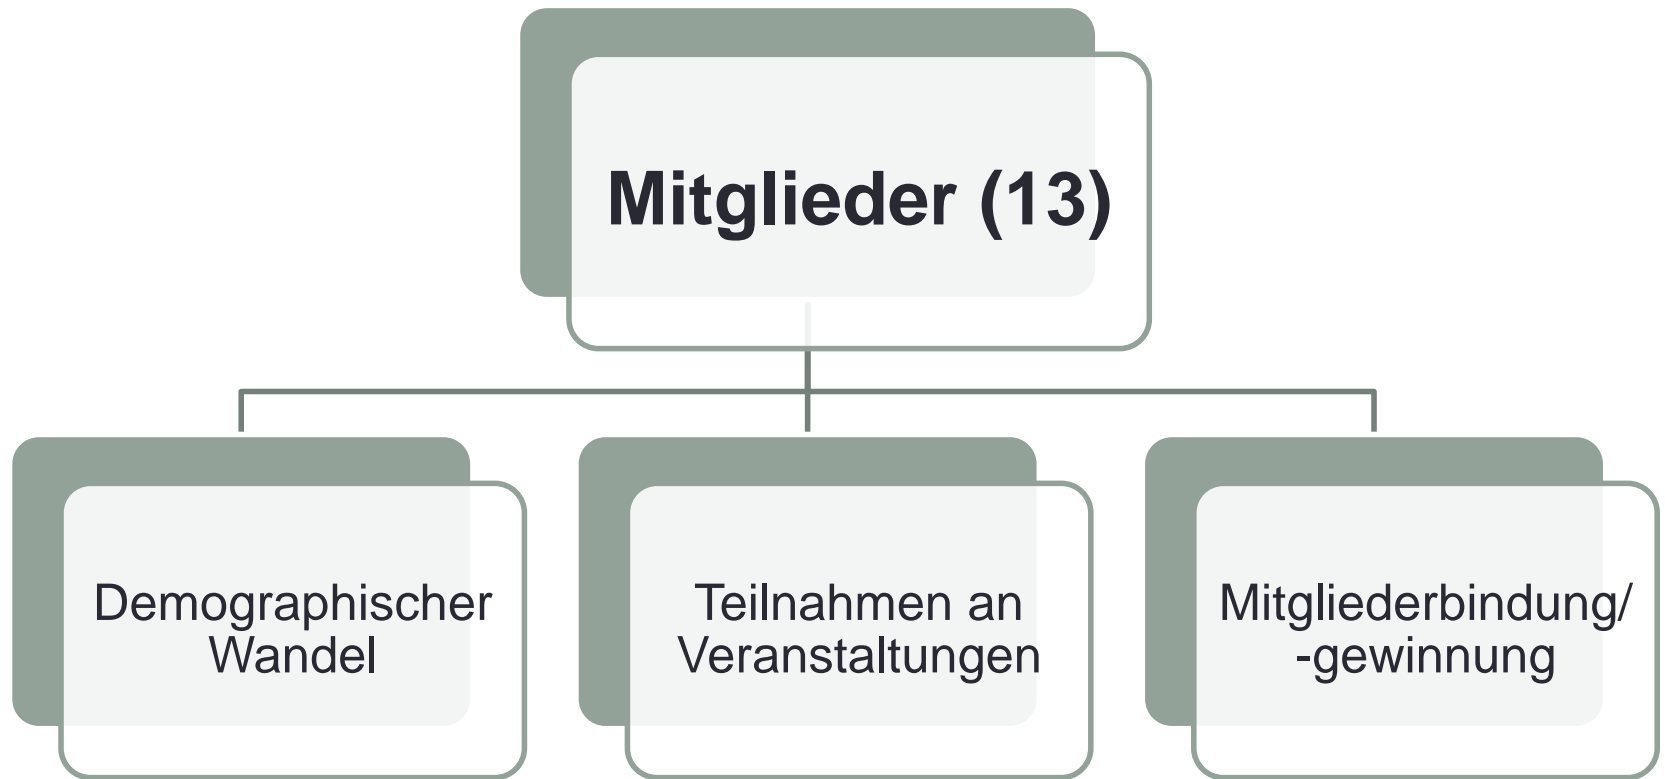 Mitglieder (13)
Demographischer
Wandel
Teilnahmen an
Veranstaltungen
Mitgliederbindung/
-gewinnung